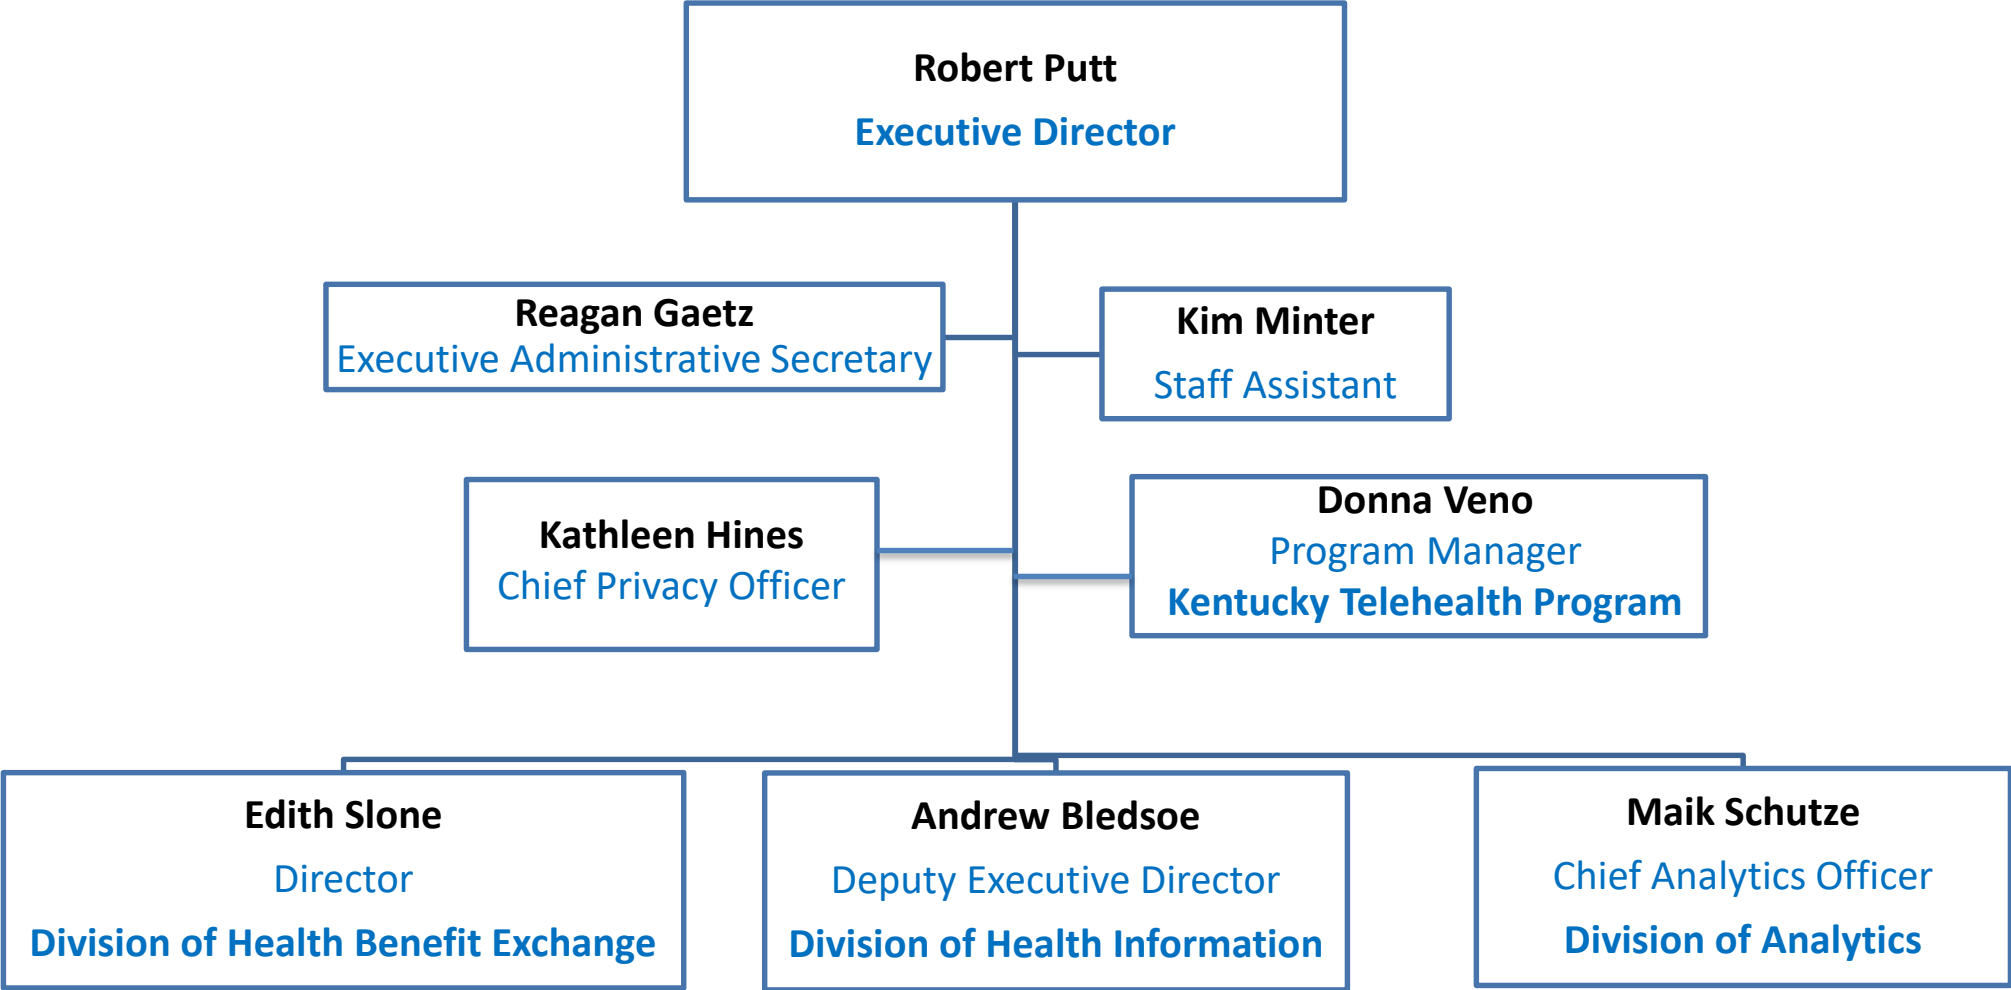 Robert Putt
Executive Director
Reagan Gaetz
Executive Administrative Secretary
Kim Minter
Staff Assistant
Kathleen Hines
Chief Privacy Officer
Donna Veno
Program Manager
Kentucky Telehealth Program
Edith Slone
Director
Division of Health Benefit Exchange
Andrew Bledsoe
Deputy Executive Director
Division of Health Information
Maik Schutze
Chief Analytics Officer
Division of Analytics